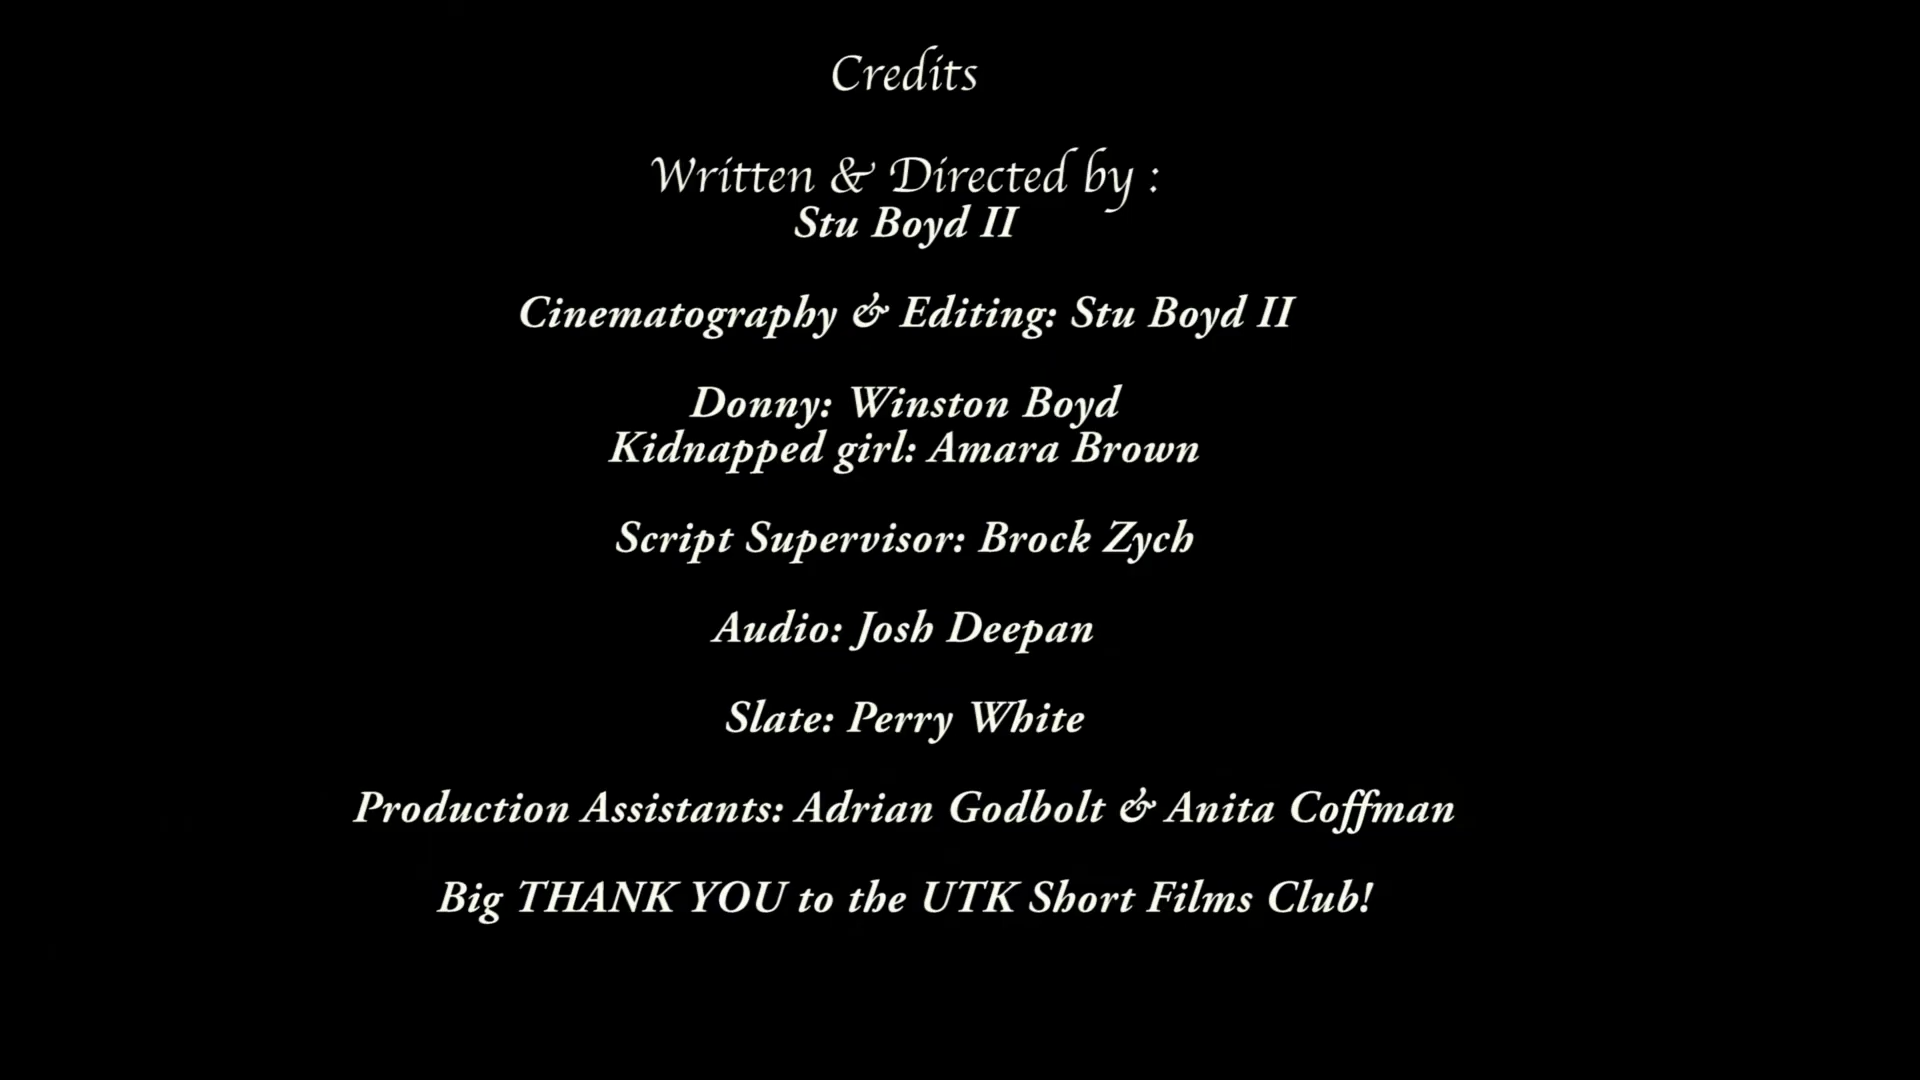 Credits
Written & Directed by :
Stu Boyd II
Cinematography & Editing: Stu Boyd II
Donny: Winston Boyd
Kidnapped girl: Amara Brown
Script Supervisor: Brock Zych
Audio: Josh Deepan
Slate: Perry White
Production Assistants: Adrian Godbolt & Anita Coffman
Big THANK YOU to the UTK Short Films Club!